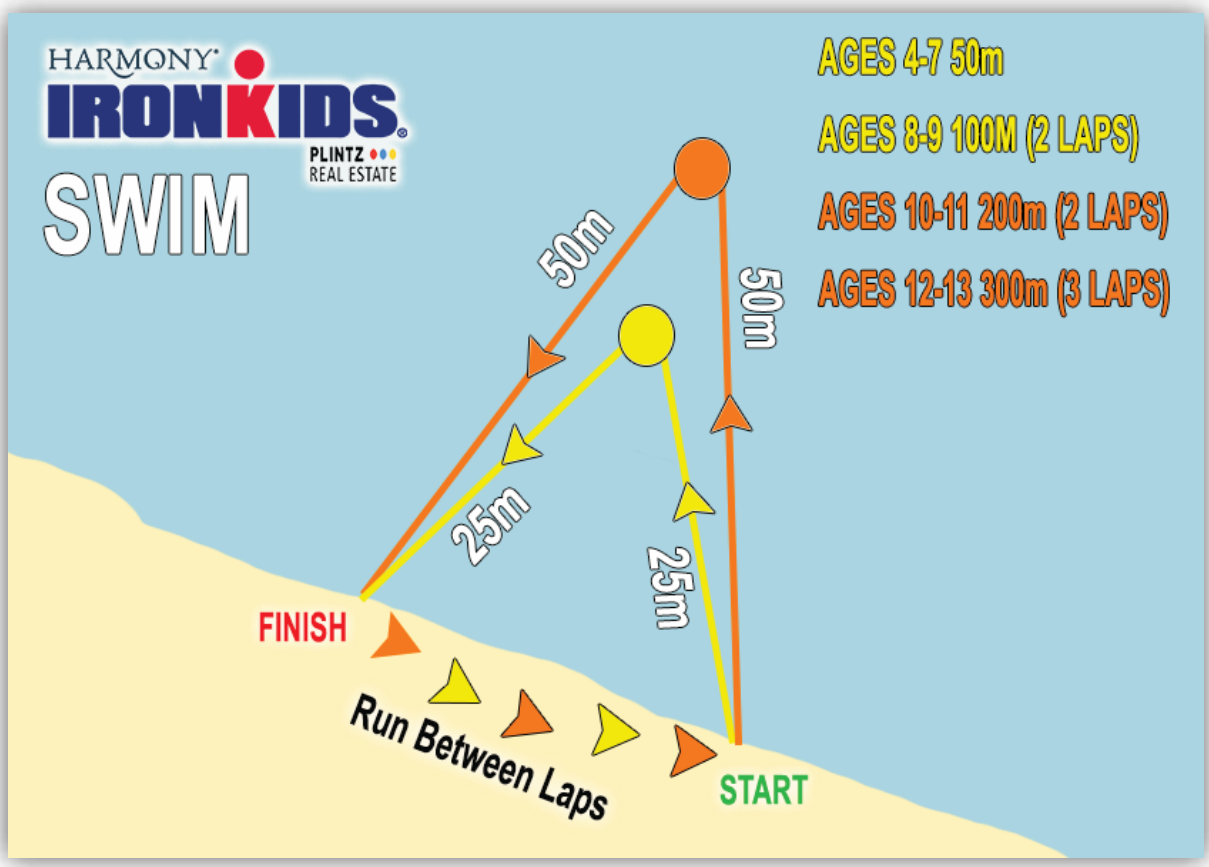 HARMONY®
IRONKIDS®
PLINTZ
REAL ESTATE
SWIM
AGES 4-7 50m
AGES 8-9 100M (2 LAPS)
AGES 10-11 200m (2 LAPS)
AGES 12-13 300m (3 LAPS)
50m
50m
25m
25m
FINISH
Run Between Laps
START